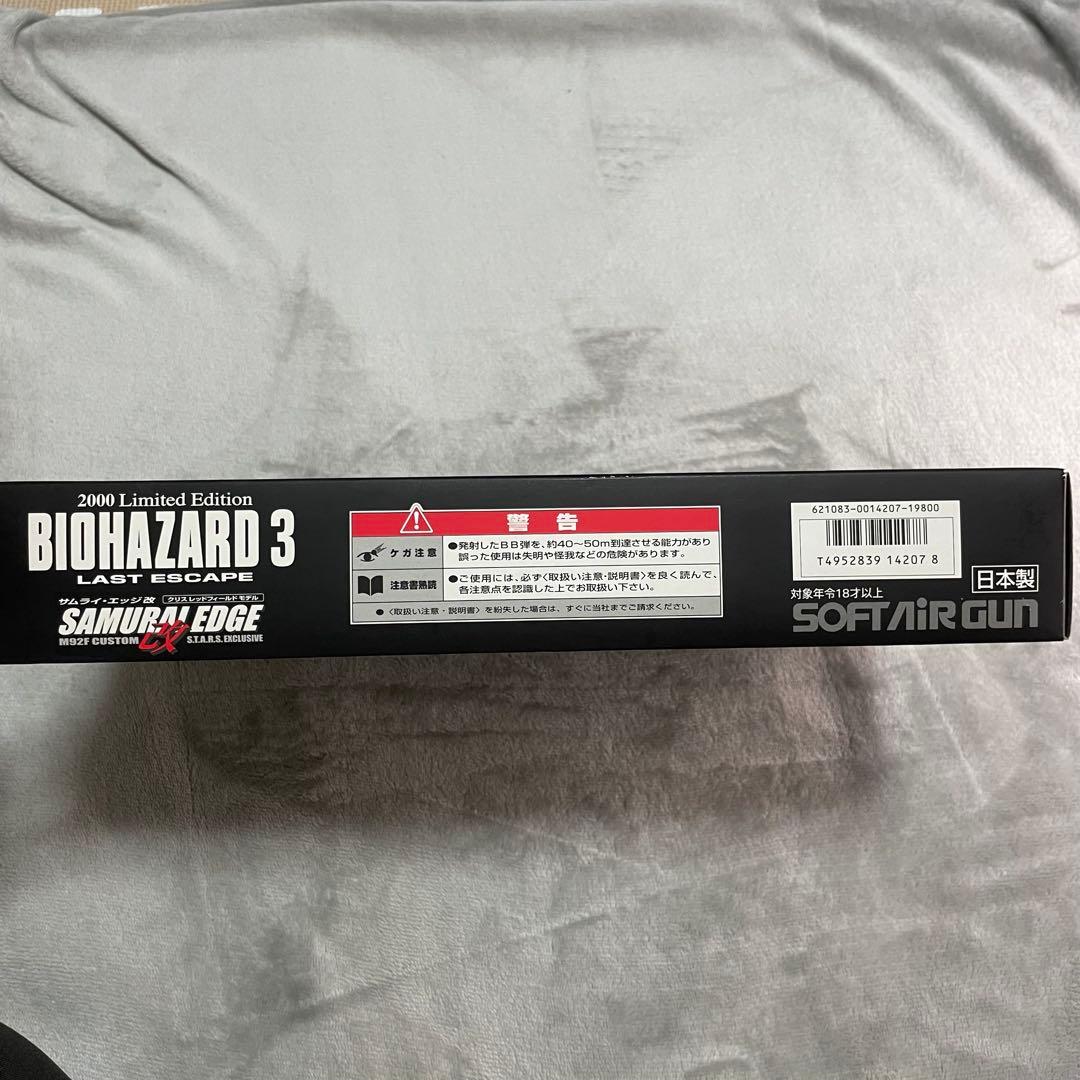 2000 Limited Edition
BIOHAZARD 3
LAST ESCAPE
サムライ・エッジ改 クリスレッドフィールドモデル
SAMURAI EDGE
改
M92F CUSTOM S.T.A.R.S. EXCLUSIVE
警告
ケガ注意
●発射したBB弾を、約40〜50m到達させる能力があり
誤った使用は失明や怪我などの危険があります。
注意書熟読
●ご使用には、必ず〈取扱い注意・説明書〉を良く読んで、
各注意点を認識した上でお取扱い下さい。
●〈取扱い注意・説明書〉を紛失した場合は、すぐに当社までご請求ください。
621083-0014207-19800
T4952839 14207 8
対象年令18才以上
日本製
SOFT AIR GUN